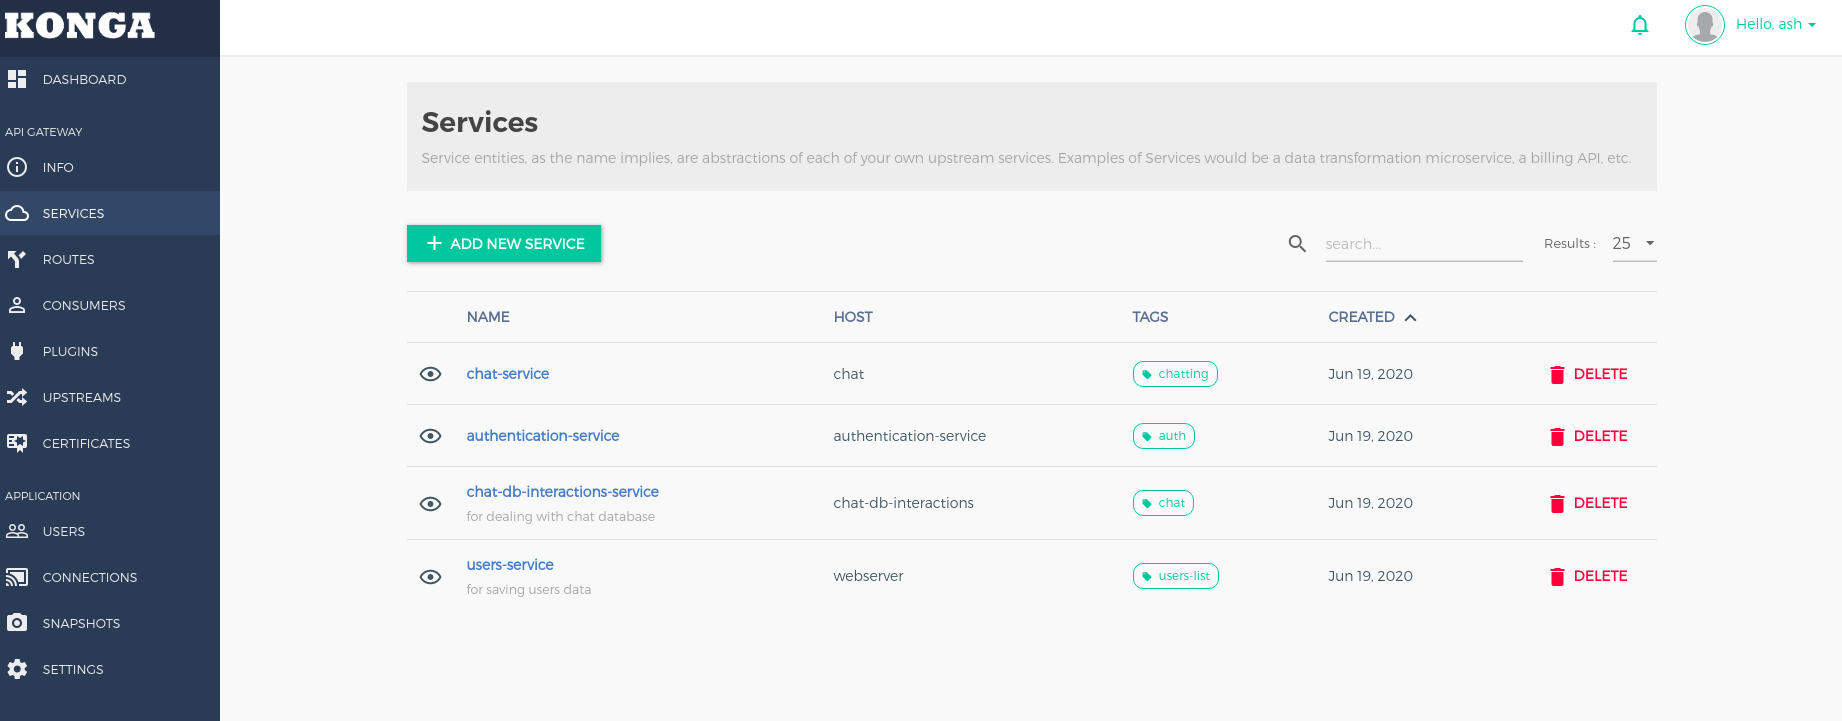 KONGA
Hello, ash
DASHBOARD
API GATEWAY
INFO
SERVICES
ROUTES
CONSUMERS
PLUGINS
UPSTREAMS
CERTIFICATES
APPLICATION
USERS
CONNECTIONS
SNAPSHOTS
SETTINGS
Services
Service entities, as the name implies, are abstractions of each of your own upstream services. Examples of Services would be a data transformation microservice, a billing API, etc.
+ ADD NEW SERVICE
search...
Results : 25
NAME HOST TAGS CREATED
chat-service chat chatting Jun 19, 2020 DELETE
authentication-service authentication-service auth Jun 19, 2020 DELETE
chat-db-interactions-service chat-db-interactions chat Jun 19, 2020 DELETE
for dealing with chat database
users-service webserver users-list Jun 19, 2020 DELETE
for saving users data